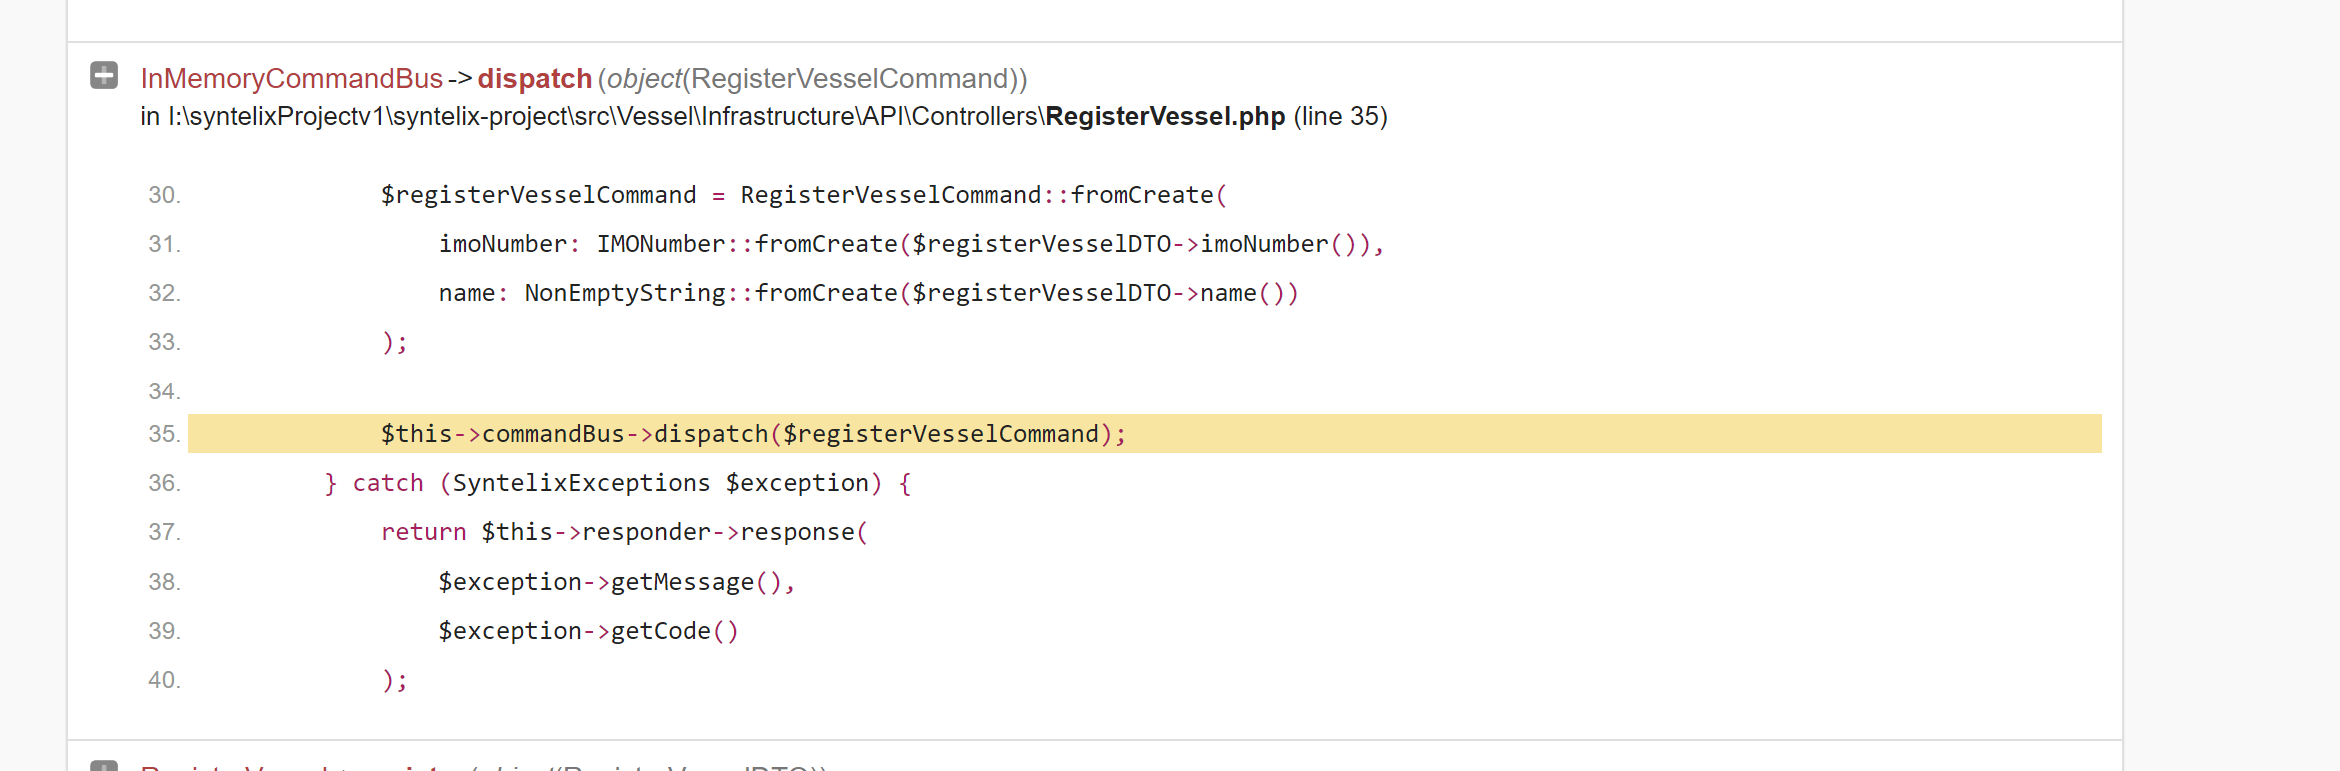 InMemoryCommandBus->dispatch(object(RegisterVesselCommand))
in I:\syntelixProjectv1\syntelix-project\src\Vessel\Infrastructure\API\Controllers\RegisterVessel.php (line 35)
30. $registerVesselCommand = RegisterVesselCommand::fromCreate(
31. imoNumber: IMONumber::fromCreate($registerVesselDTO->imoNumber()),
32. name: NonEmptyString::fromCreate($registerVesselDTO->name())
33. );
34.
35. $this->commandBus->dispatch($registerVesselCommand);
36. } catch (SyntelixExceptions $exception) {
37. return $this->responder->response(
38. $exception->getMessage(),
39. $exception->getCode()
40. );